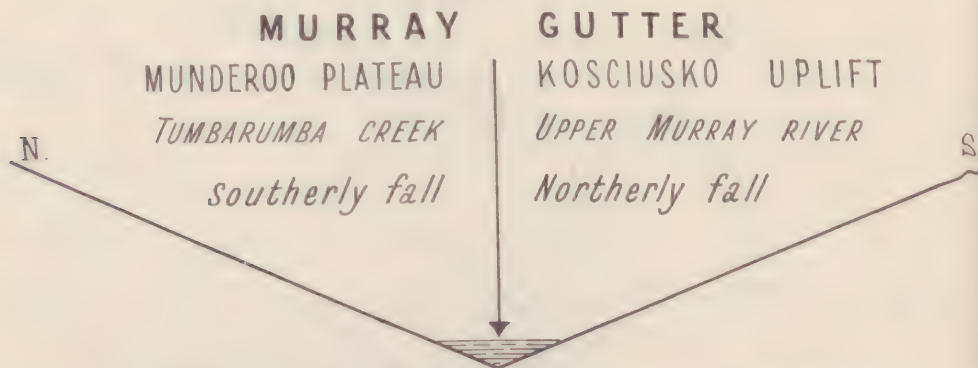 MURRAY GUTTER
MUNDEROO PLATEAU
TUMBARUMBA CREEK
Southerly fall
KOSCIUSKO UPLIFT
UPPER MURRAY RIVER
Northerly fall
N.
S